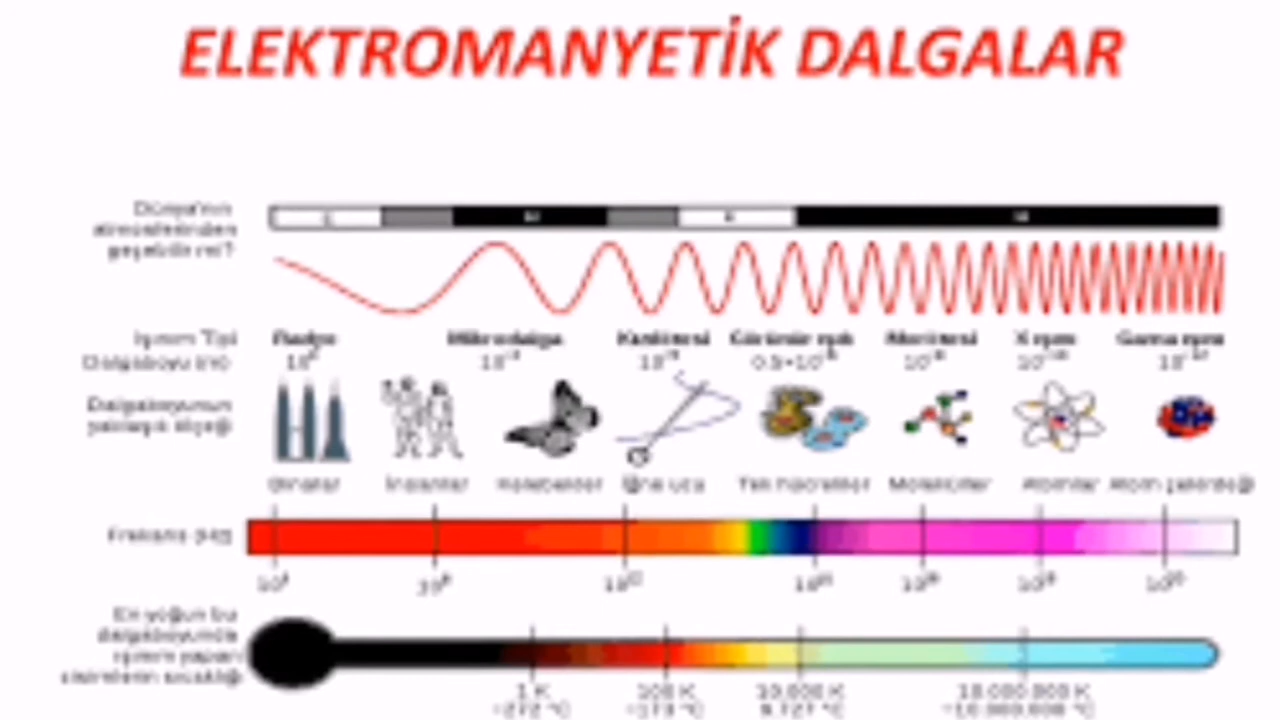 ELEKTROMANYETİK DALGALAR
Dünya'nın
atmosferinden
geçebilir mi?
Işınım Tipi Radyo Mikrodalga Kızılötesi Görünür ışık Morötesi X ışını Gama ışını
Dalgaboyu (m)
Dalgaboyunun
yaklaşık ölçeği
Binalar İnsanlar Kelebekler İğne ucu Tek hücreliler Moleküller Atomlar Atom çekirdeği
Frekans (Hz)
En yoğun bu
dalgaboyunda
ışınım yapan
cisimlerin sıcaklığı
1 K 100 K 10,000 K 10,000,000 K
-272 °C -173 °C 9,727 °C ~10,000,000 °C